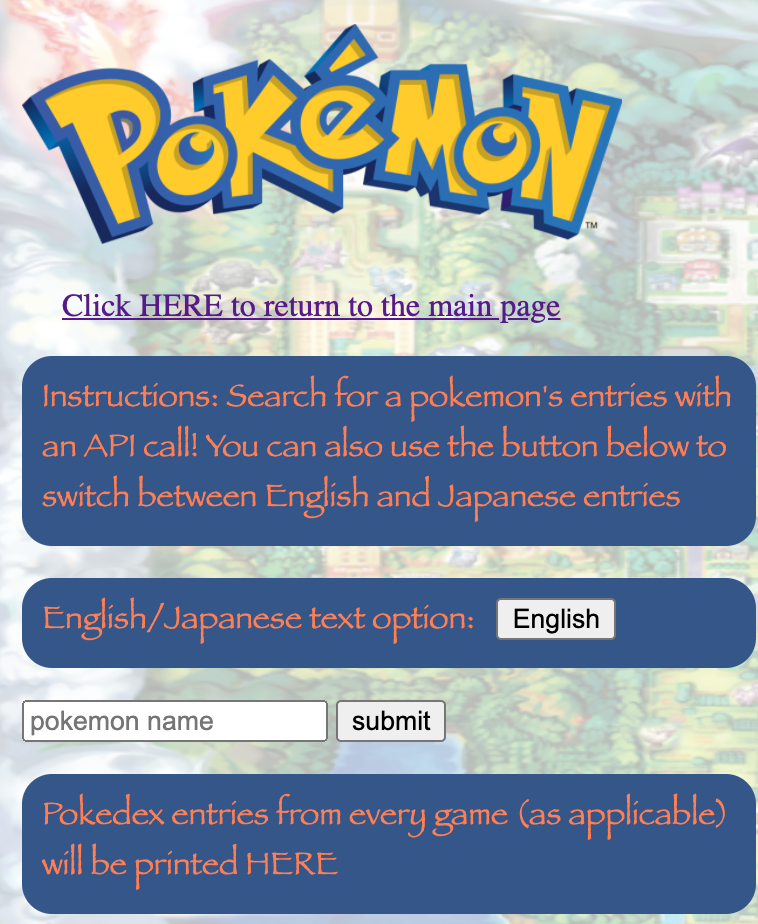 Pokémon
TM
Click HERE to return to the main page
Instructions: Search for a pokemon's entries with
an API call! You can also use the button below to
switch between English and Japanese entries
English/Japanese text option: English
pokemon name submit
Pokedex entries from every game (as applicable)
will be printed HERE